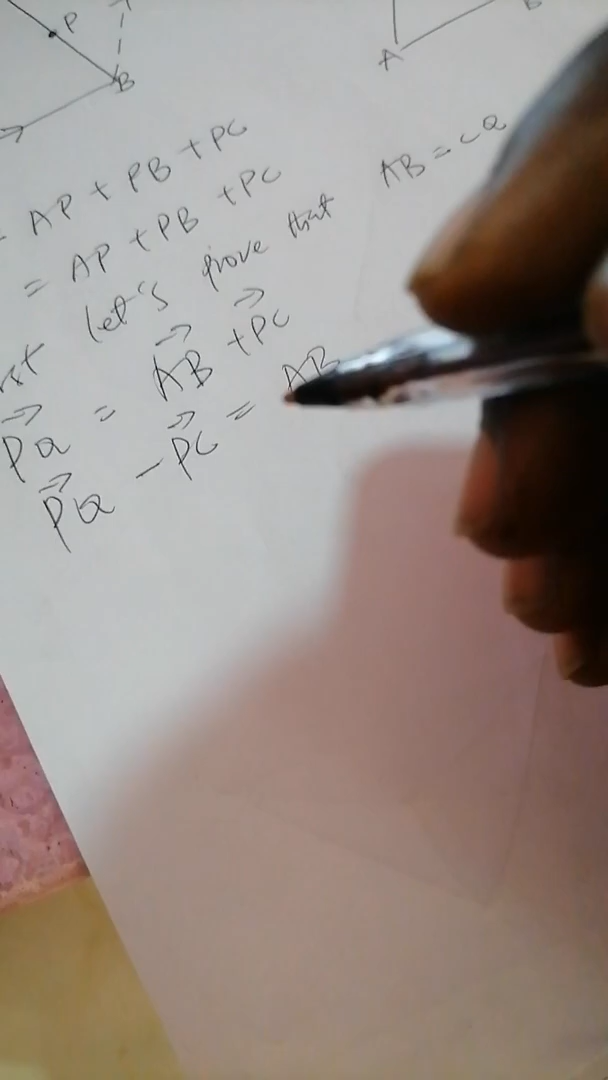 P
B
A
= AP + PB + PC
= AP + PB + PC
let's prove that AB = CQ
PQ = AB + PC
PQ - PC = AB